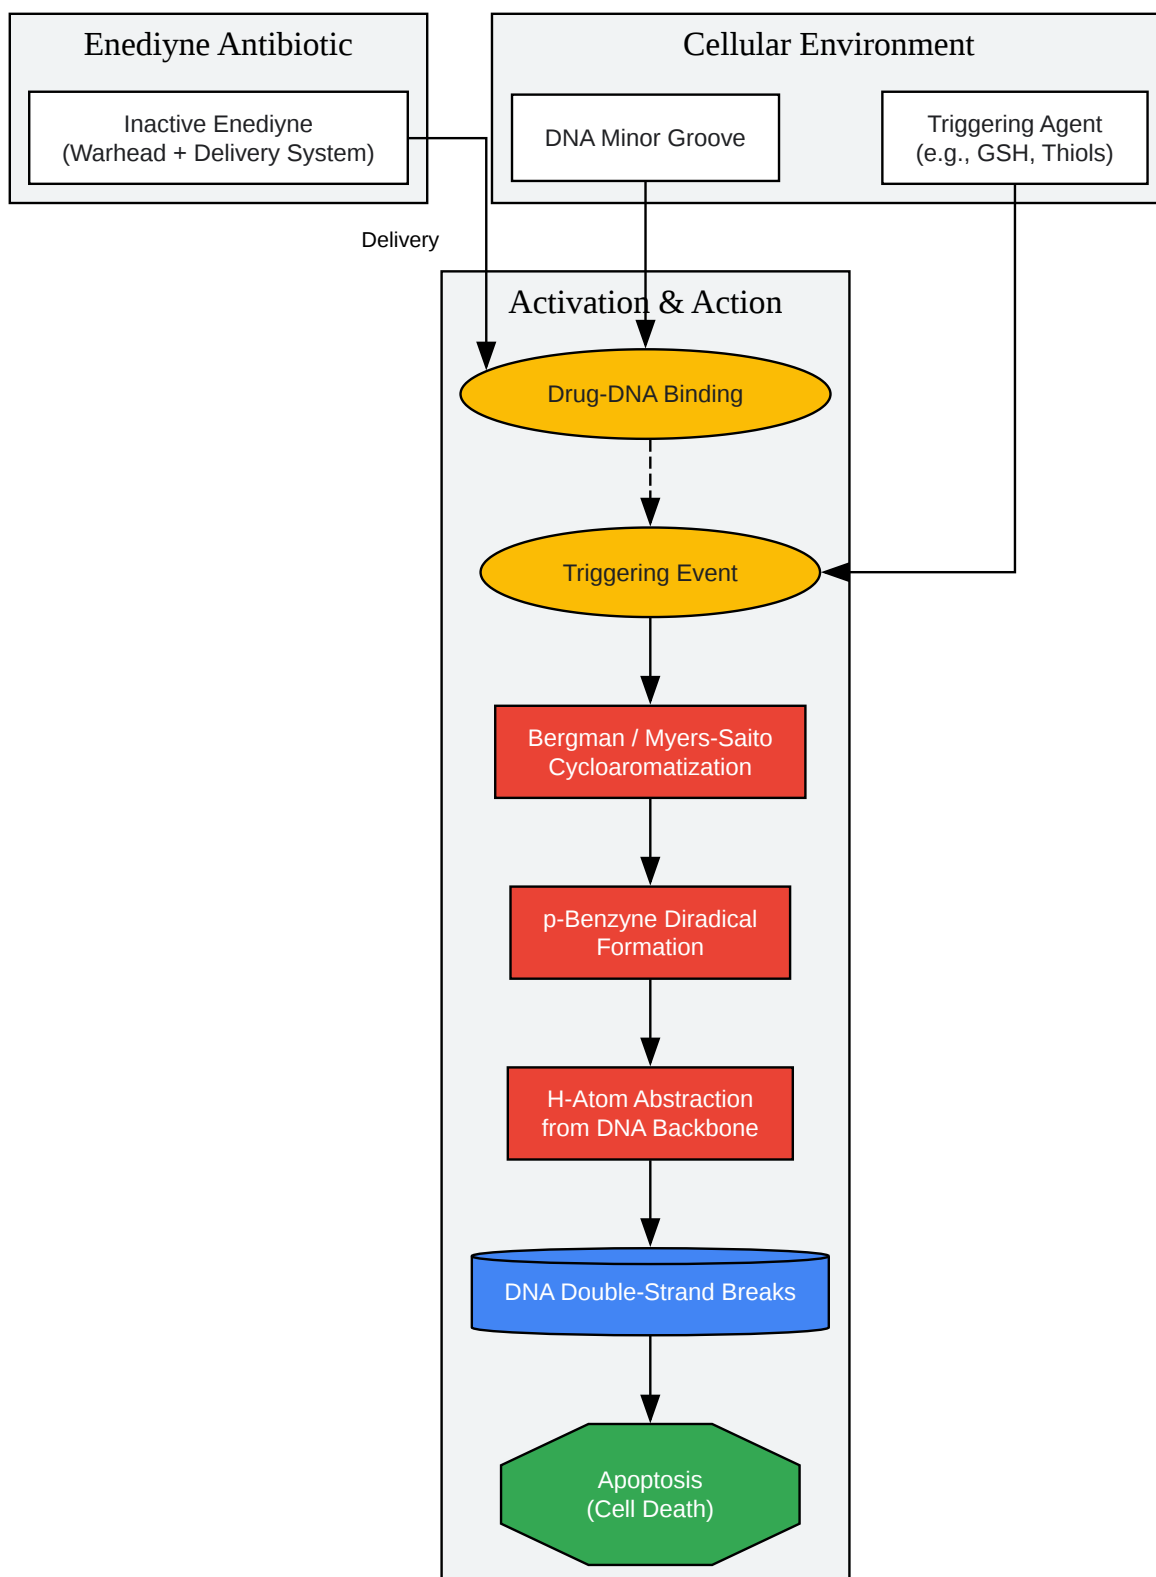 Enediyne Antibiotic
Cellular Environment
Inactive Enediyne
(Warhead + Delivery System)
DNA Minor Groove
Triggering Agent
(e.g., GSH, Thiols)
Delivery
Activation & Action
Drug-DNA Binding
Triggering Event
Bergman / Myers-Saito
Cycloaromatization
p-Benzyne Diradical
Formation
H-Atom Abstraction
from DNA Backbone
DNA Double-Strand Breaks
Apoptosis
(Cell Death)